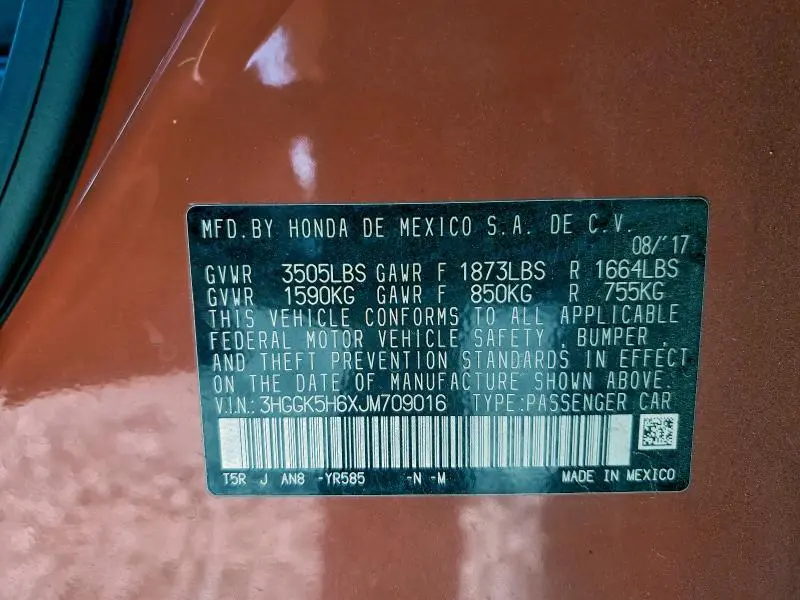 MFD. BY HONDA DE MEXICO S.A. DE C.V.
08/'17
GVWR 3505LBS GAWR F 1873LBS R 1664LBS
GVWR 1590KG GAWR F 850KG R 755KG
THIS VEHICLE CONFORMS TO ALL APPLICABLE
FEDERAL MOTOR VEHICLE SAFETY , BUMPER ,
AND THEFT PREVENTION STANDARDS IN EFFECT
ON THE DATE OF MANUFACTURE SHOWN ABOVE.
V.I.N.: 3HGGK5H6XJM709016 TYPE:PASSENGER CAR
T5R J AN8 -YR585 -N -M MADE IN MEXICO